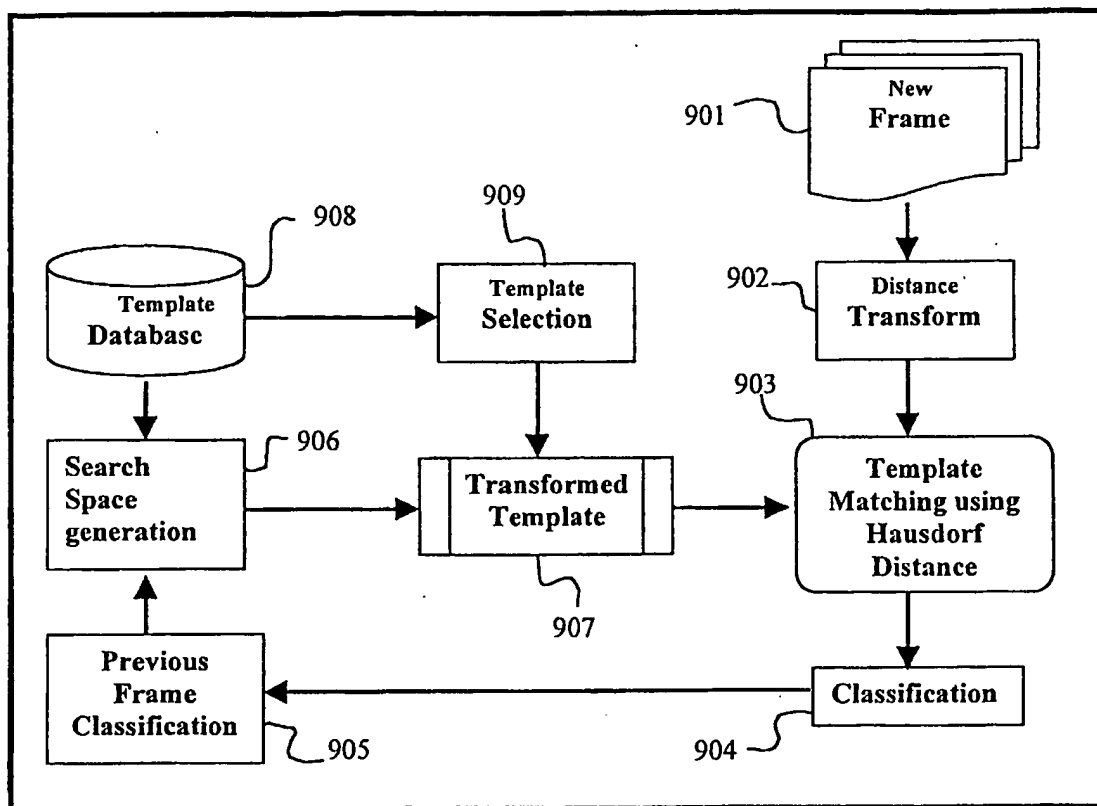 New
Frame
901
909
908
Template
Database
Template
Selection
902
Distance
Transform
903
906
Search
Space
generation
Transformed
Template
Template
Matching using
Hausdorf
Distance
907
Previous
Frame
Classification
905
Classification
904